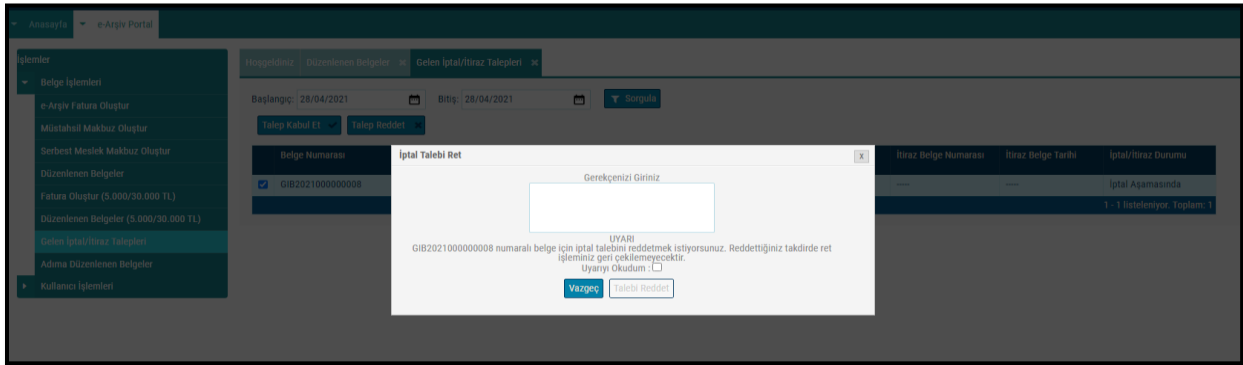 Anasayfa e-Arşiv Portal
İşlemler
Belge İşlemleri
e-Arşiv Fatura Oluştur
Müstahsil Makbuz Oluştur
Serbest Meslek Makbuz Oluştur
Düzenlenen Belgeler
Fatura Oluştur (5.000/30.000 TL)
Düzenlenen Belgeler (5.000/30.000 TL)
Gelen İptal/İtiraz Talepleri
Adıma Düzenlenen Belgeler
Kullanıcı İşlemleri
Hoşgeldiniz Düzenlenen Belgeler Gelen İptal/İtiraz Talepleri
Başlangıç: 28/04/2021 Bitiş: 28/04/2021 Sorgula
Talep Kabul Et Talep Reddet
Belge Numarası İtiraz Belge Numarası İtiraz Belge Tarihi İptal/İtiraz Durumu
GIB2021000000008 ---- ---- İptal Aşamasında
1 - 1 listeleniyor. Toplam: 1
İptal Talebi Ret X
Gerekçenizi Giriniz
UYARI
GIB2021000000008 numaralı belge için iptal talebini reddetmek istiyorsunuz. Reddettiğiniz takdirde ret
işleminiz geri çekilemeyecektir.
Uyarıyı Okudum :
Vazgeç Talebi Reddet